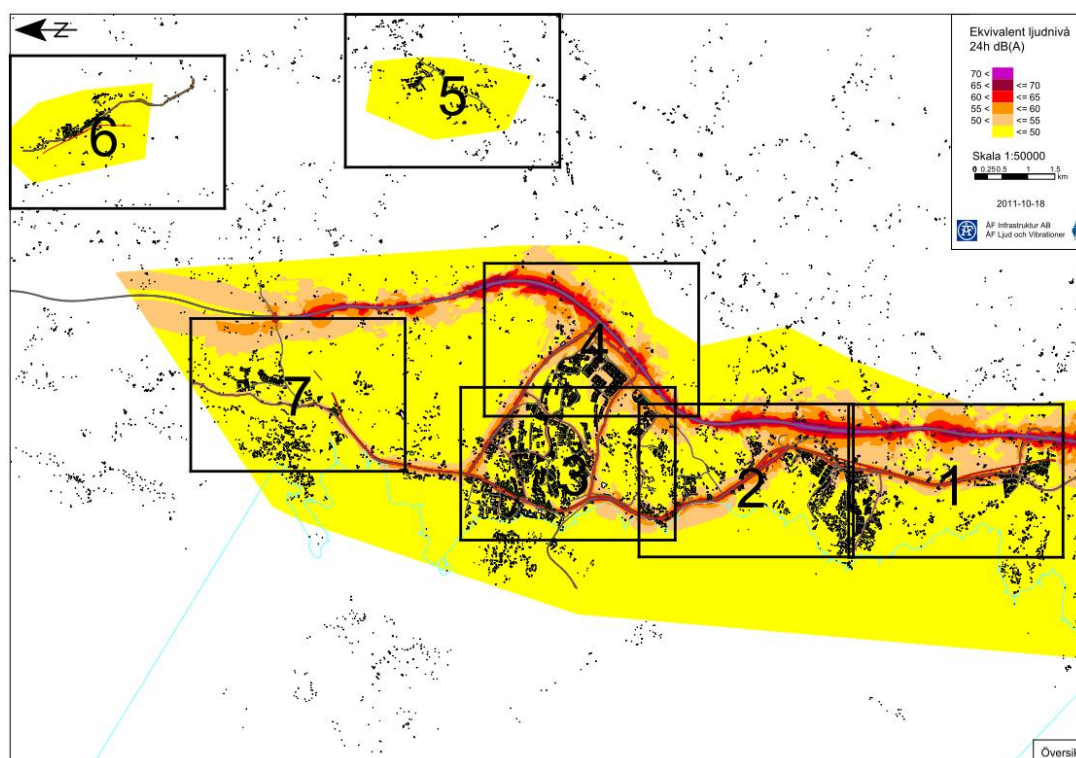 Z
Ekvivalent ljudnivå
24h dB(A)
70 <
65 < <= 70
60 < <= 65
55 < <= 60
50 < <= 55
<= 50
Skala 1:50000
0 0.25 0.5 1 1.5
km
2011-10-18
ÅF Infrastruktur AB
ÅF Ljud och Vibrationer
5
6
4
7
3
2
1
Översik